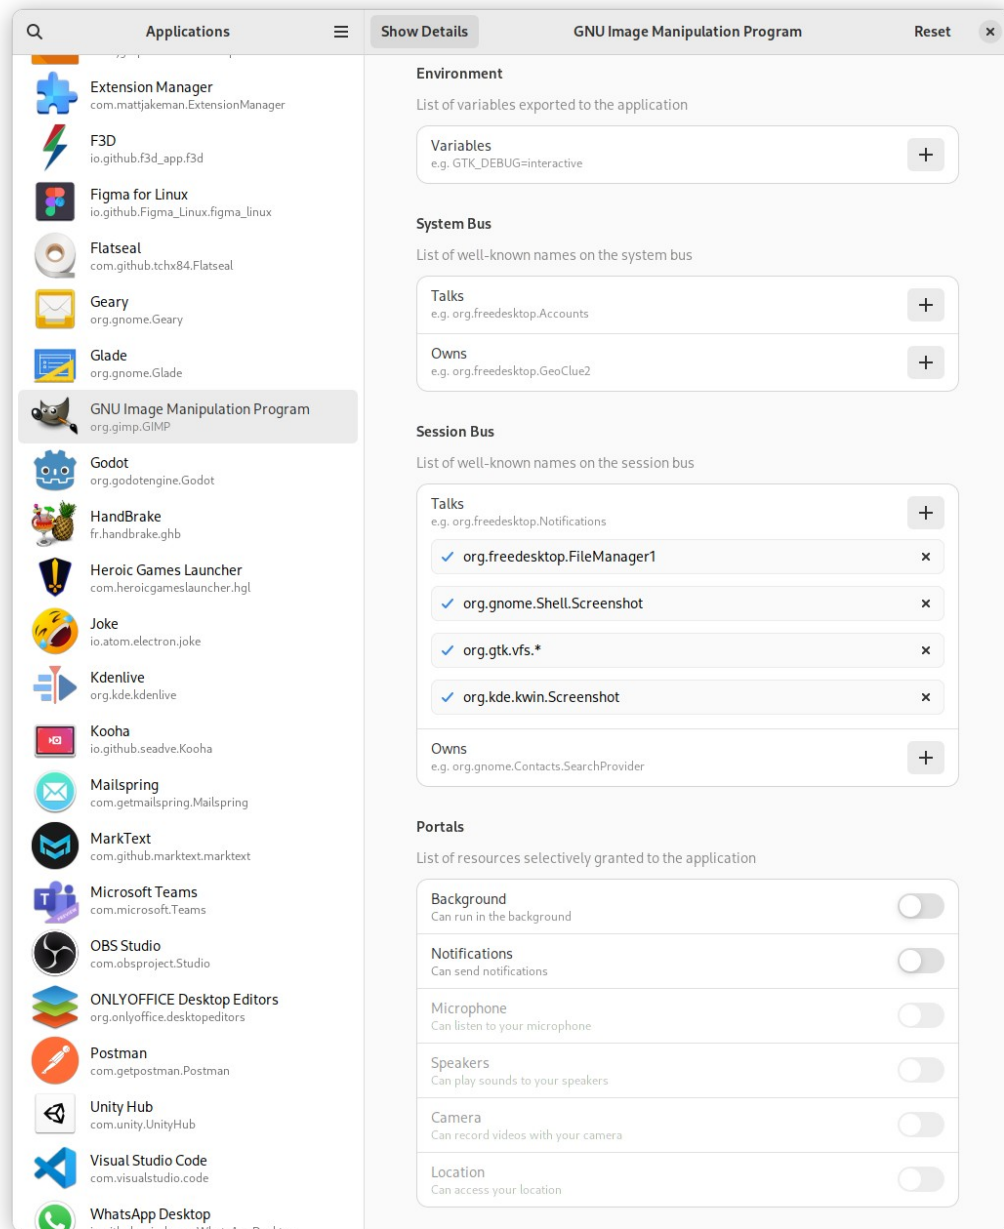 Applications
Extension Manager
com.mattjakeman.ExtensionManager
F3D
io.github.f3d_app.f3d
Figma for Linux
io.github.Figma_Linux.figma_linux
Flatseal
com.github.tchx84.Flatseal
Geary
org.gnome.Geary
Glade
org.gnome.Glade
GNU Image Manipulation Program
org.gimp.GIMP
Godot
org.godotengine.Godot
HandBrake
fr.handbrake.ghb
Heroic Games Launcher
com.heroicgameslauncher.hgl
Joke
io.atom.electron.joke
Kdenlive
org.kde.kdenlive
Kooha
io.github.seadve.Kooha
Mailspring
com.getmailspring.Mailspring
MarkText
com.github.marktext.marktext
Microsoft Teams
com.microsoft.Teams
OBS Studio
com.obsproject.Studio
ONLYOFFICE Desktop Editors
org.onlyoffice.desktopeditors
Postman
com.getpostman.Postman
Unity Hub
com.unity.UnityHub
Visual Studio Code
com.visualstudio.code
WhatsApp Desktop
Show Details
GNU Image Manipulation Program
Reset
Environment
List of variables exported to the application
Variables
e.g. GTK_DEBUG=interactive
System Bus
List of well-known names on the system bus
Talks
e.g. org.freedesktop.Accounts
Owns
e.g. org.freedesktop.GeoClue2
Session Bus
List of well-known names on the session bus
Talks
e.g. org.freedesktop.Notifications
org.freedesktop.FileManager1
org.gnome.Shell.Screenshot
org.gtk.vfs.*
org.kde.kwin.Screenshot
Owns
e.g. org.gnome.Contacts.SearchProvider
Portals
List of resources selectively granted to the application
Background
Can run in the background
Notifications
Can send notifications
Microphone
Can listen to your microphone
Speakers
Can play sounds to your speakers
Camera
Can record videos with your camera
Location
Can access your location